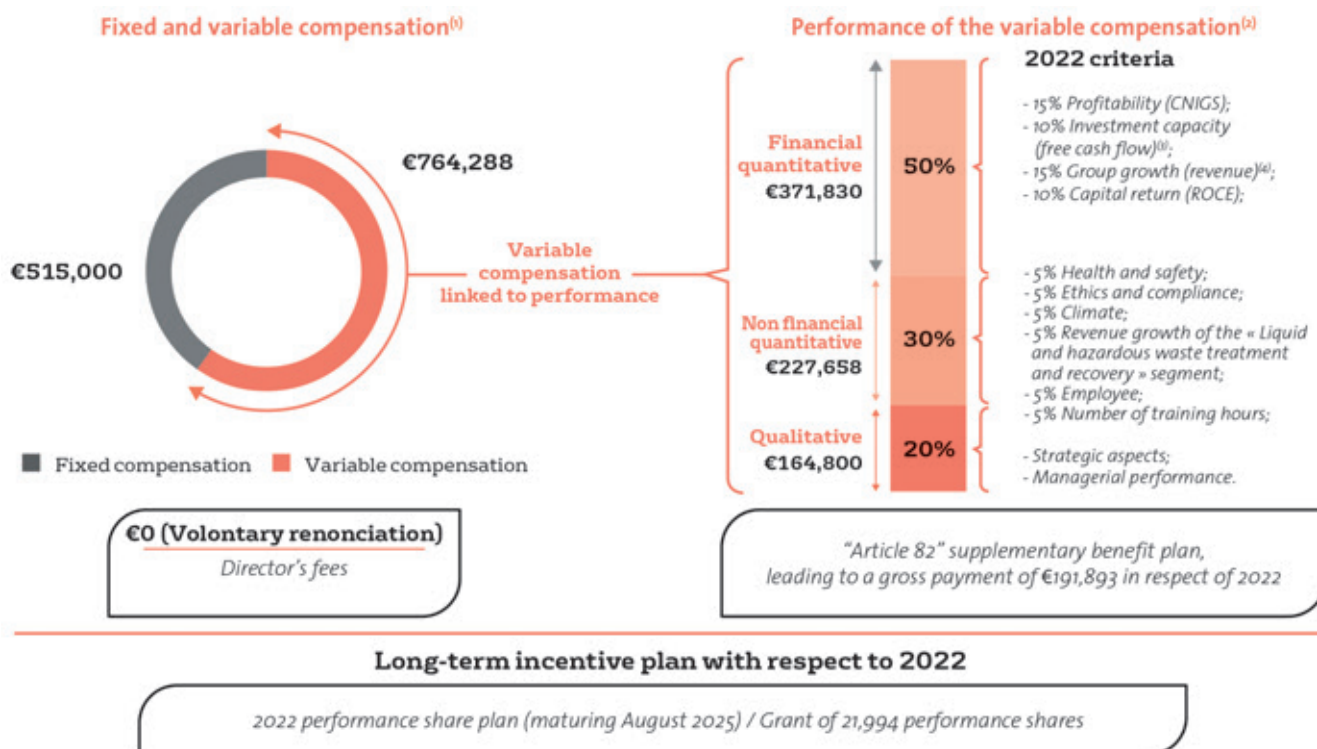 Fixed and variable compensation(1)
€764,288
€515,000
Variable
compensation
linked to performance
Fixed compensation
Variable compensation
€0 (Volontary renonciation)
Director's fees
Performance of the variable compensation(2)
Financial
quantitative
€371,830
50%
Non financial
quantitative
€227,658
30%
Qualitative
€164,800
20%
2022 criteria
- 15% Profitability (CNIGS);
- 10% Investment capacity
(free cash flow)(3);
- 15% Group growth (revenue)(4);
- 10% Capital return (ROCE);
- 5% Health and safety;
- 5% Ethics and compliance;
- 5% Climate;
- 5% Revenue growth of the « Liquid
and hazardous waste treatment
and recovery » segment;
- 5% Employee;
- 5% Number of training hours;
- Strategic aspects;
- Managerial performance.
"Article 82" supplementary benefit plan,
leading to a gross payment of €191,893 in respect of 2022
Long-term incentive plan with respect to 2022
2022 performance share plan (maturing August 2025) / Grant of 21,994 performance shares